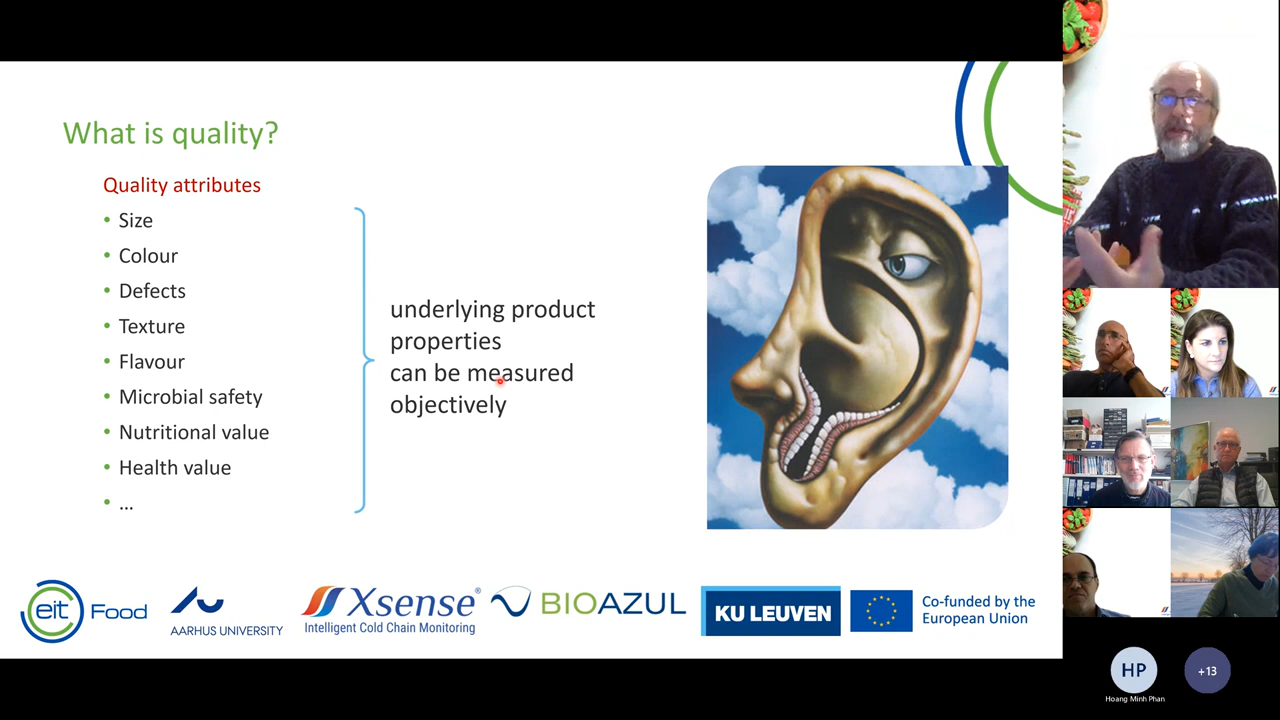 What is quality?
Quality attributes
• Size
• Colour
• Defects
• Texture
• Flavour
• Microbial safety
• Nutritional value
• Health value
• ...
underlying product
properties
can be measured
objectively
eit Food
AARHUS UNIVERSITY
Xsense®
Intelligent Cold Chain Monitoring
BIOAZUL
KU LEUVEN
Co-funded by the
European Union
HP
+13
Hoang Minh Phan